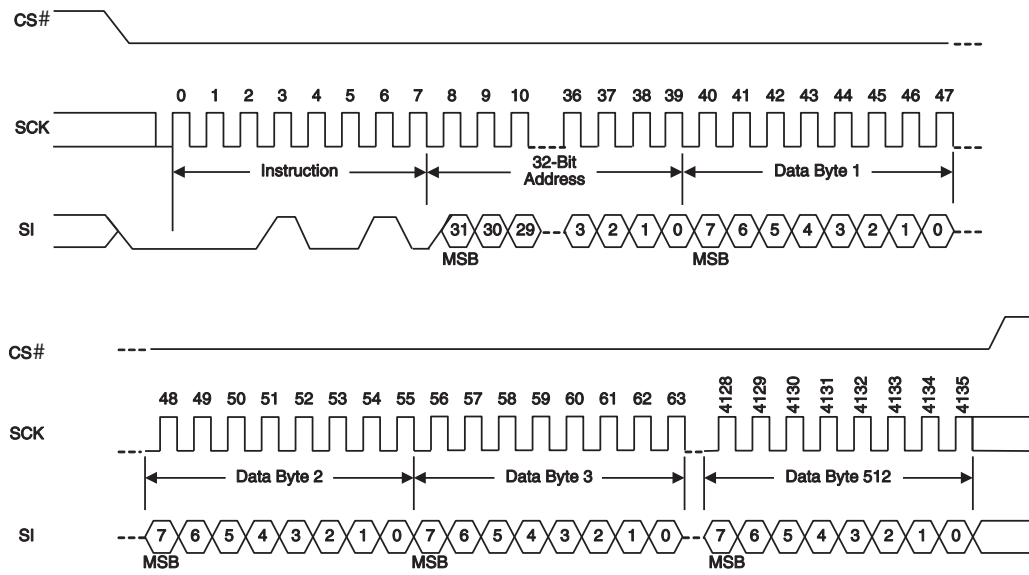 CS#
0 1 2 3 4 5 6 7 8 9 10 36 37 38 39 40 41 42 43 44 45 46 47
SCK
Instruction
32-Bit
Address
Data Byte 1
SI
31 30 29 3 2 1 0 7 6 5 4 3 2 1 0
MSB MSB
CS#
48 49 50 51 52 53 54 55 56 57 58 59 60 61 62 63 4128 4129 4130 4131 4132 4133 4134 4135
SCK
Data Byte 2 Data Byte 3 Data Byte 512
SI
7 6 5 4 3 2 1 0 7 6 5 4 3 2 1 0 7 6 5 4 3 2 1 0
MSB MSB MSB